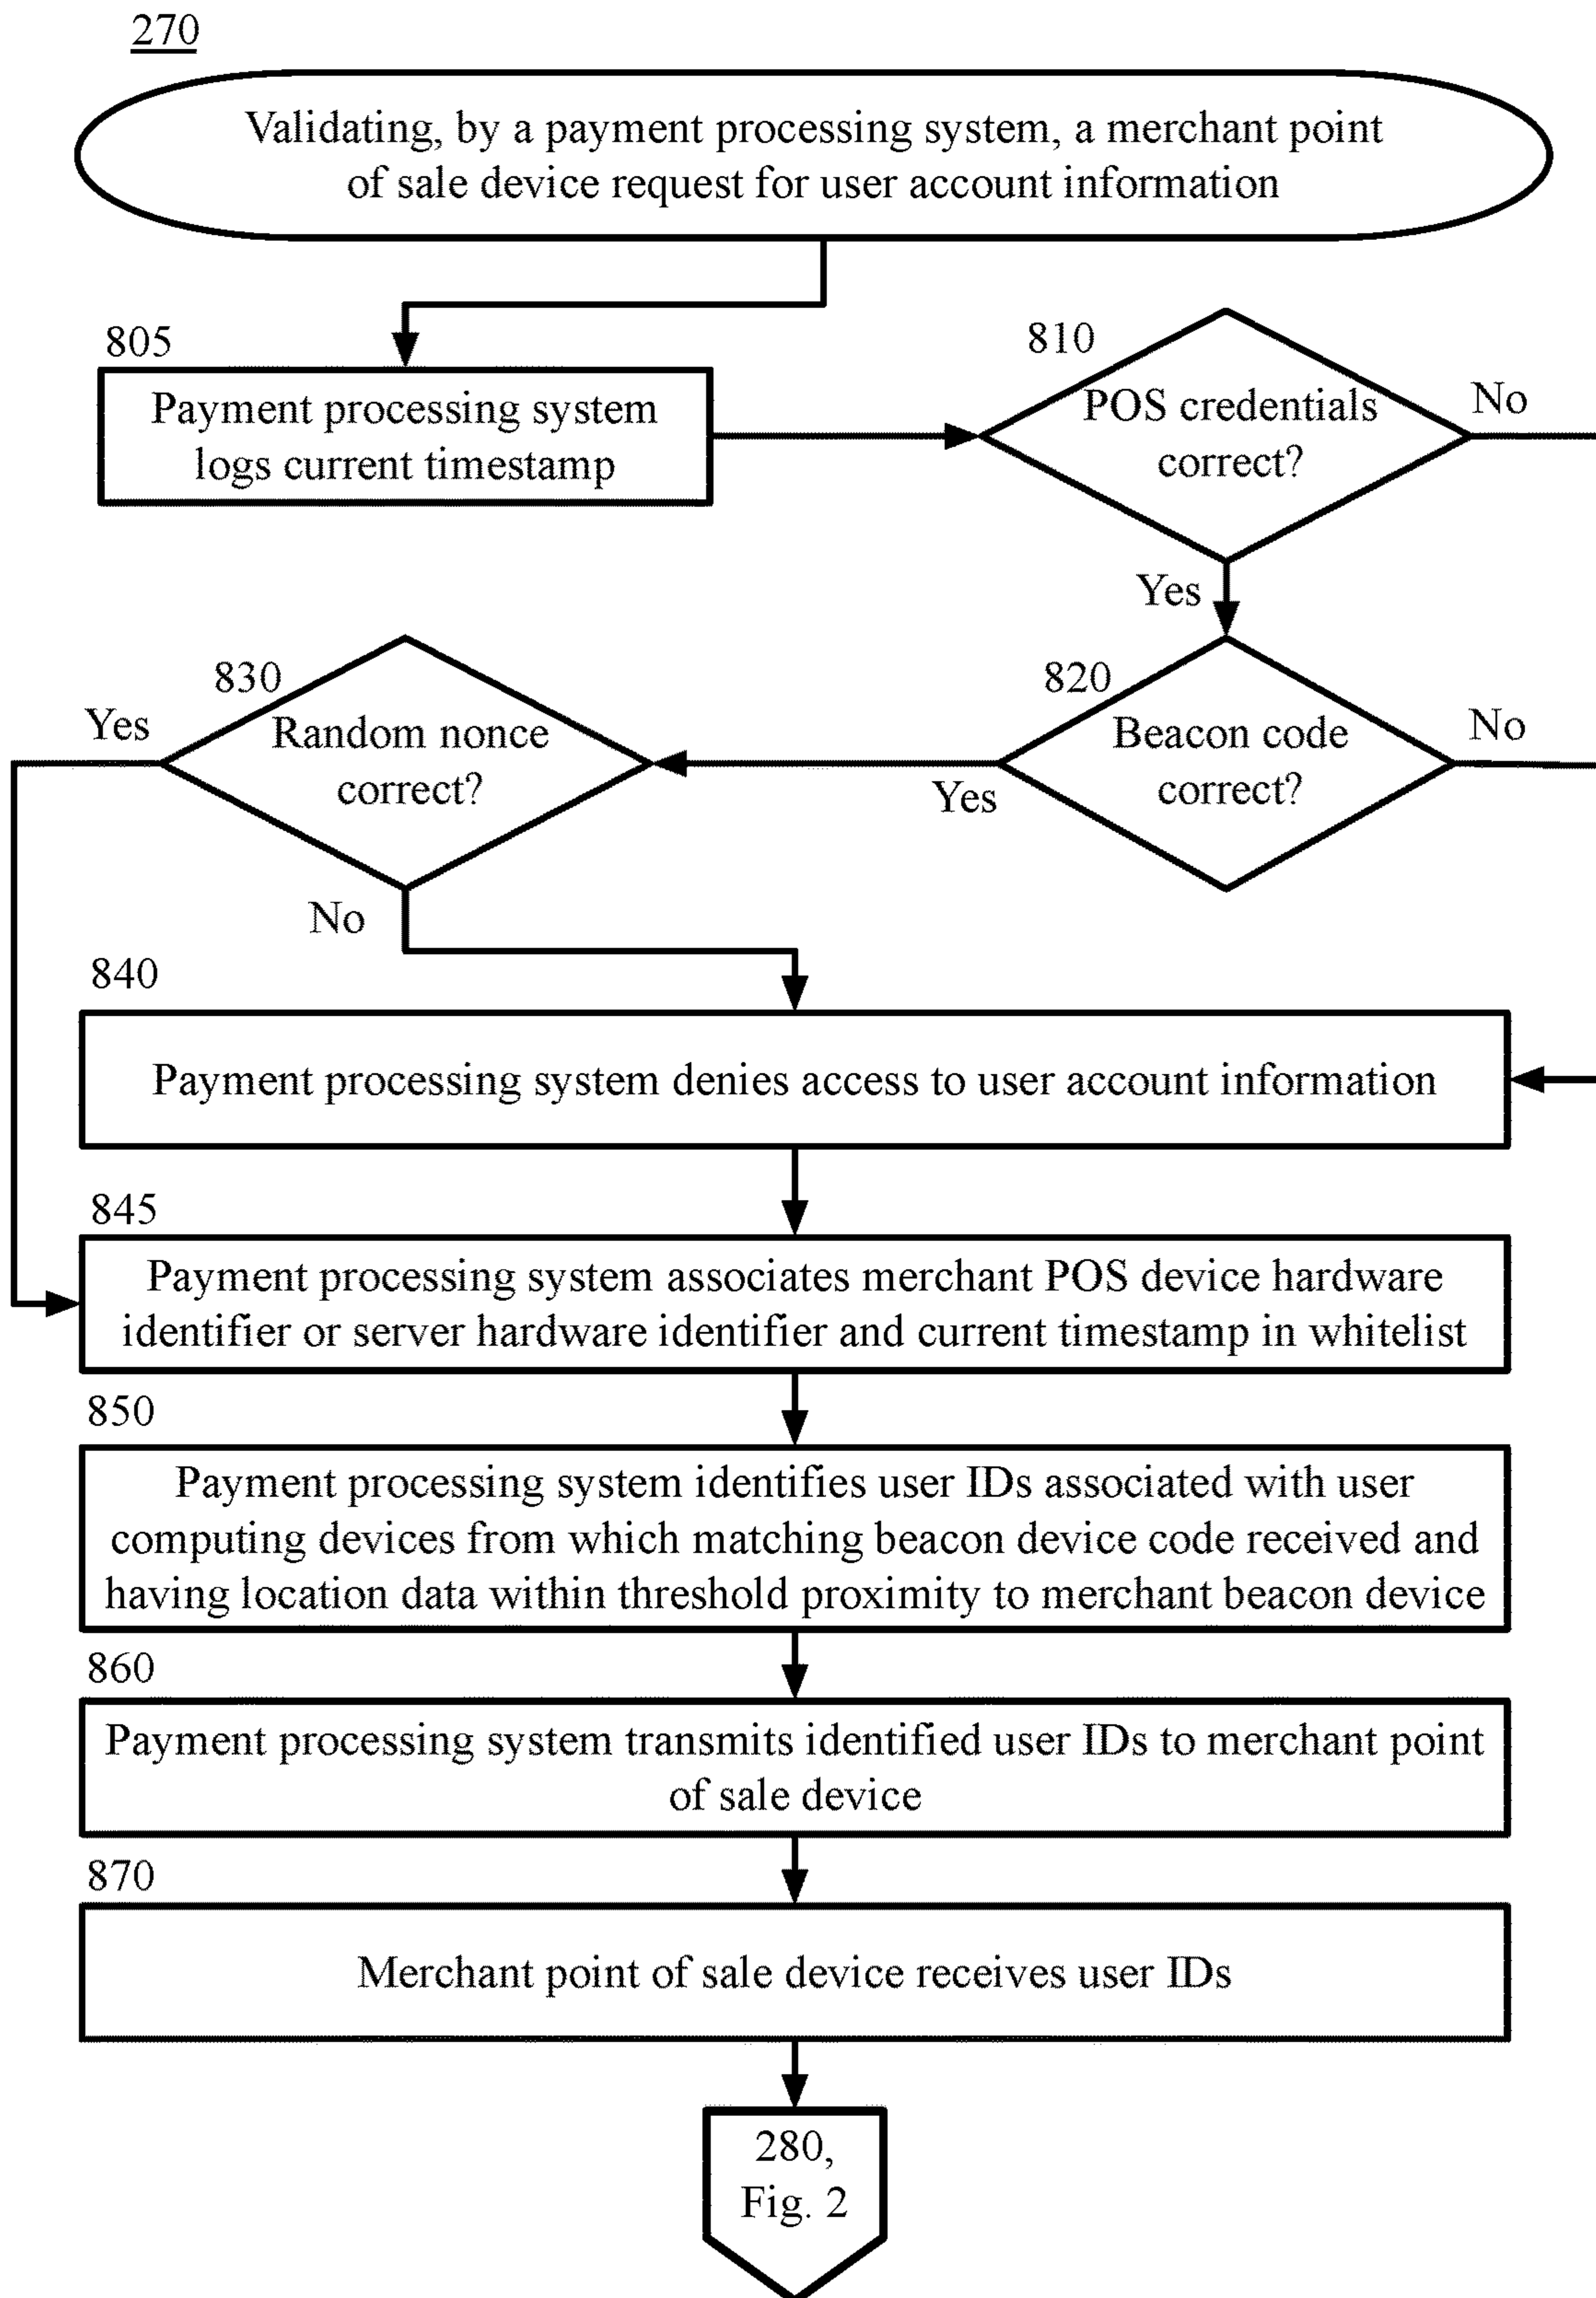 270
Validating, by a payment processing system, a merchant point
of sale device request for user account information
805
Payment processing system
logs current timestamp
810
POS credentials
correct?
No
Yes
820
Beacon code
correct?
No
Yes
830
Random nonce
correct?
Yes
No
840
Payment processing system denies access to user account information
845
Payment processing system associates merchant POS device hardware
identifier or server hardware identifier and current timestamp in whitelist
850
Payment processing system identifies user IDs associated with user
computing devices from which matching beacon device code received and
having location data within threshold proximity to merchant beacon device
860
Payment processing system transmits identified user IDs to merchant point
of sale device
870
Merchant point of sale device receives user IDs
280,
Fig. 2